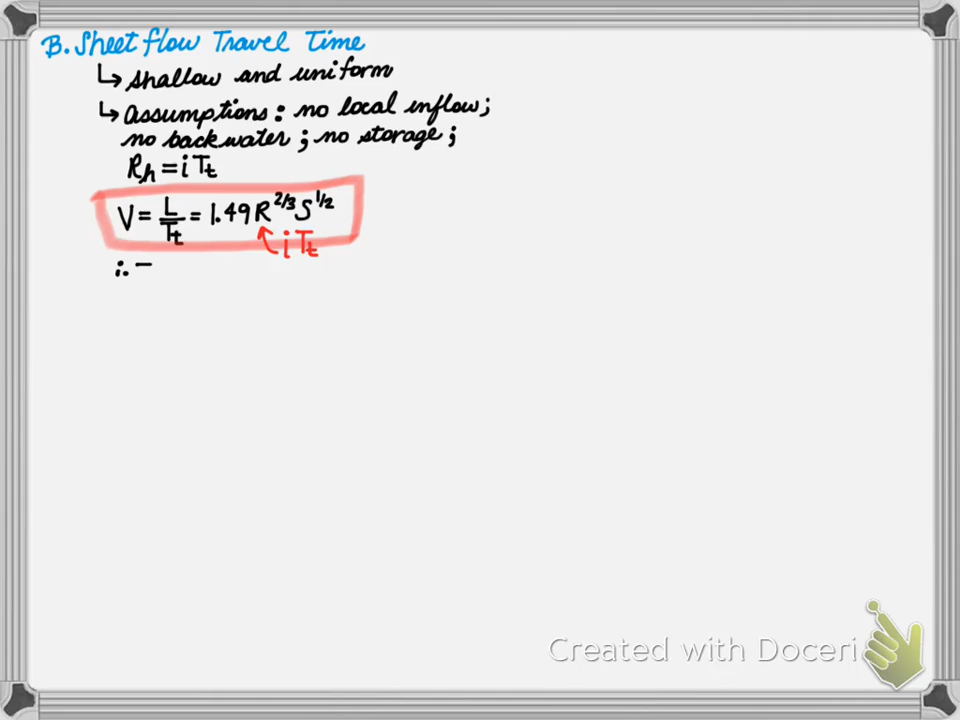 B. Sheet flow Travel Time
↳ shallow and uniform
↳ Assumptions: no local inflow;
no backwater; no storage;
Rh = i Tt
V = L/Tt = 1.49 R^2/3 S^1/2
i Tt
∴ –
Created with Doceri